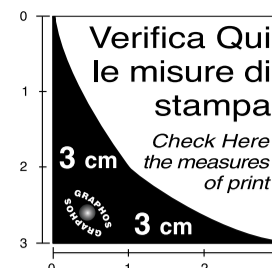 0
Verifica Qui
le misure di
1
stampa
Check Here
3 cm
the measures
2
of print
GRAPHOS
GRAPHOS
3 cm
3
0
1
2